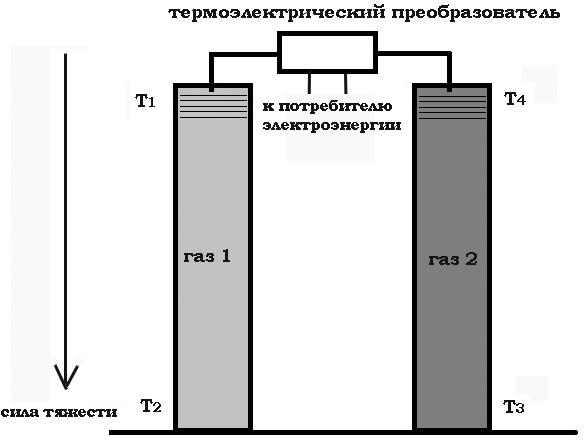 термоэлектрический преобразователь
к потребителю
электроэнергии
T1
T4
газ 1
газ 2
T2
T3
сила тяжести